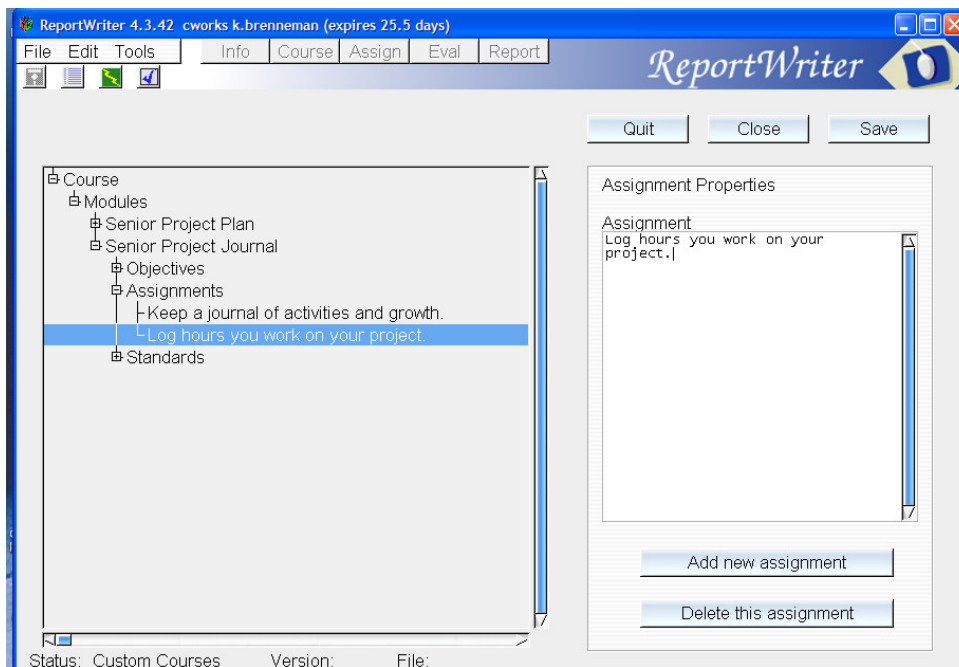 ReportWriter 4.3.42 cworks k.brenneman (expires 25.5 days)
File Edit Tools Info Course Assign Eval Report
ReportWriter
Quit Close Save
Course
Modules
Senior Project Plan
Senior Project Journal
Objectives
Assignments
Keep a journal of activities and growth.
Log hours you work on your project.
Standards
Assignment Properties
Assignment
Log hours you work on your
project.
Add new assignment
Delete this assignment
Status: Custom Courses Version: File: